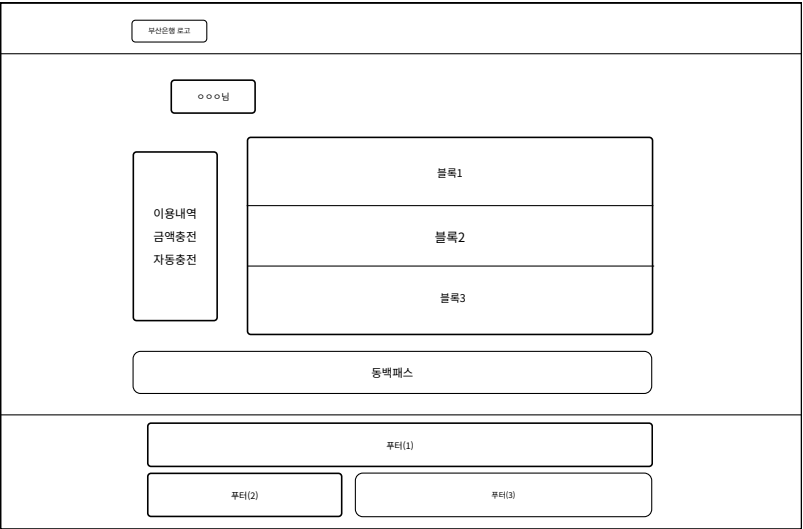 부산은행 로고
ㅇㅇㅇ님
이용내역
금액충전
자동충전
블록1
블록2
블록3
동백패스
푸터(1)
푸터(2)
푸터(3)